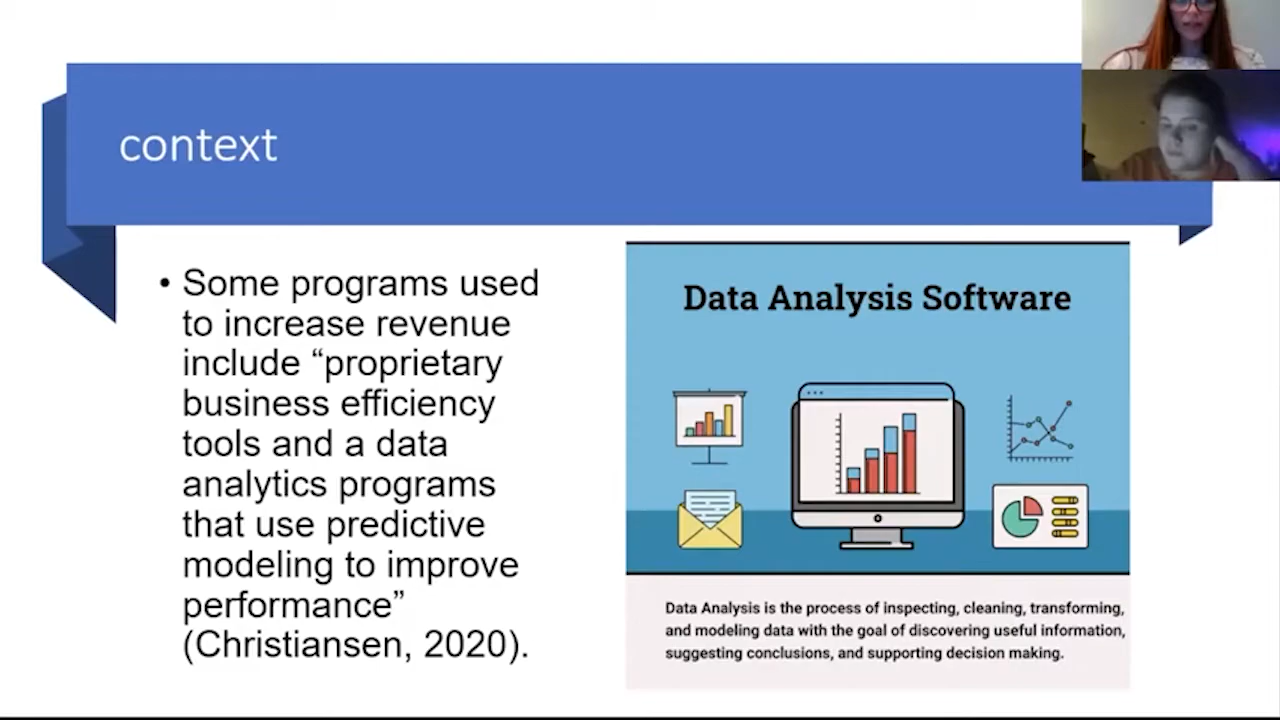 context
• Some programs used
to increase revenue
include “proprietary
business efficiency
tools and a data
analytics programs
that use predictive
modeling to improve
performance”
(Christiansen, 2020).
Data Analysis Software
Data Analysis is the process of inspecting, cleaning, transforming,
and modeling data with the goal of discovering useful information,
suggesting conclusions, and supporting decision making.